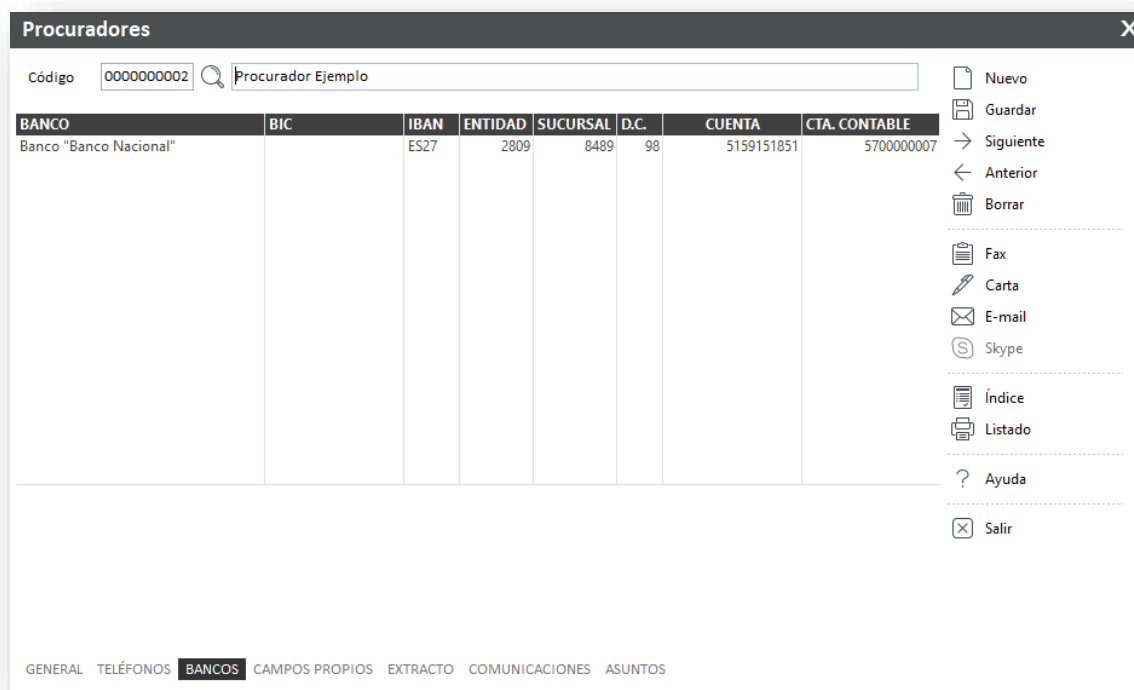 Procuradores X
Código 0000000002 Procurador Ejemplo
BANCO BIC IBAN ENTIDAD SUCURSAL D.C. CUENTA CTA. CONTABLE
Banco "Banco Nacional" ES27 2809 8489 98 5159151851 5700000007
Nuevo
Guardar
Siguiente
Anterior
Borrar
Fax
Carta
E-mail
Skype
Índice
Listado
Ayuda
Salir
GENERAL TELÉFONOS BANCOS CAMPOS PROPIOS EXTRACTO COMUNICACIONES ASUNTOS